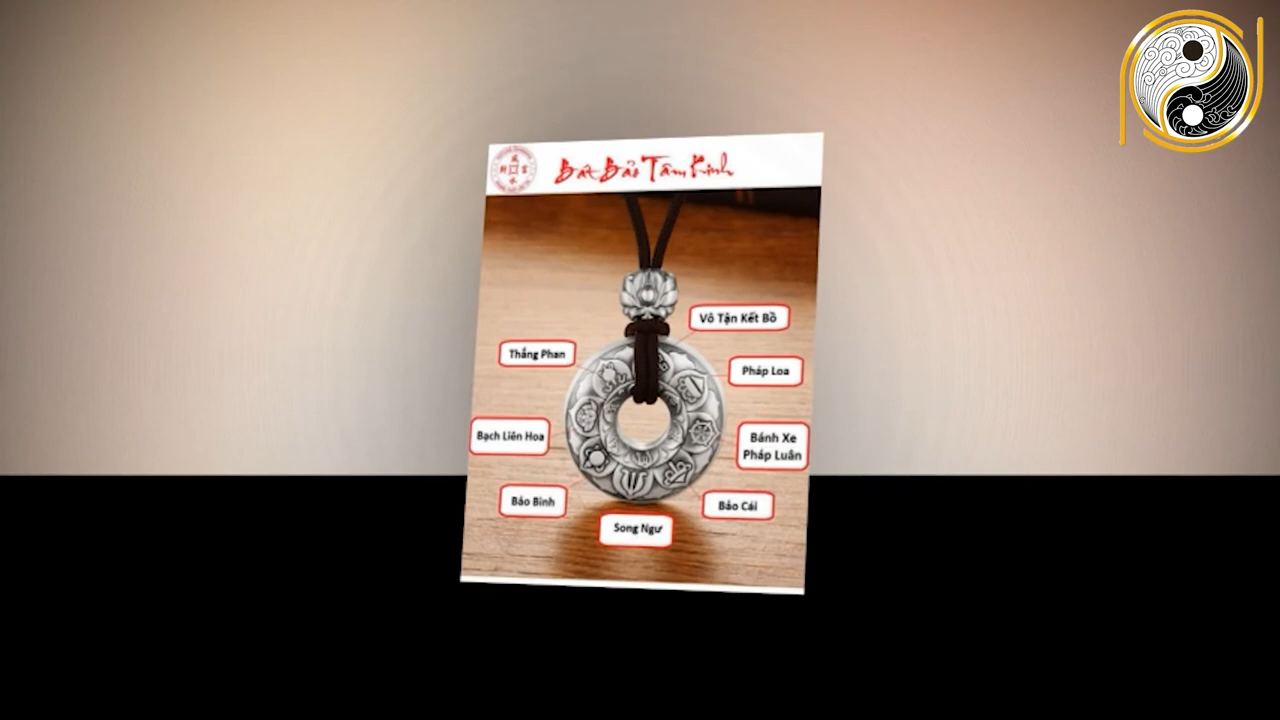 Bát Bảo Tâm Kinh
Vô Tận Kết Bồ
Thắng Phan
Pháp Loa
Bạch Liên Hoa
Bánh Xe
Pháp Luân
Bảo Bình
Bảo Cái
Song Ngư